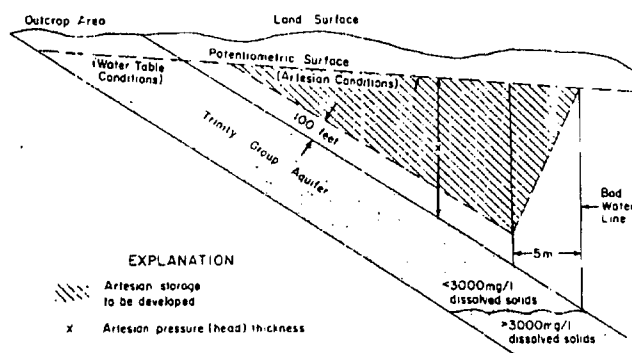 Outcrop Area
Land Surface
Potentiometric Surface
(Water Table
Conditions)
(Artesian Conditions)
100 feet
x
Trinity Group
Aquifer
Bad
Water
Line
5m
EXPLANATION
Artesian storage
to be developed
x Artesian pressure (head) thickness
<3000mg/l
dissolved solids
>3000mg/l
dissolved solids